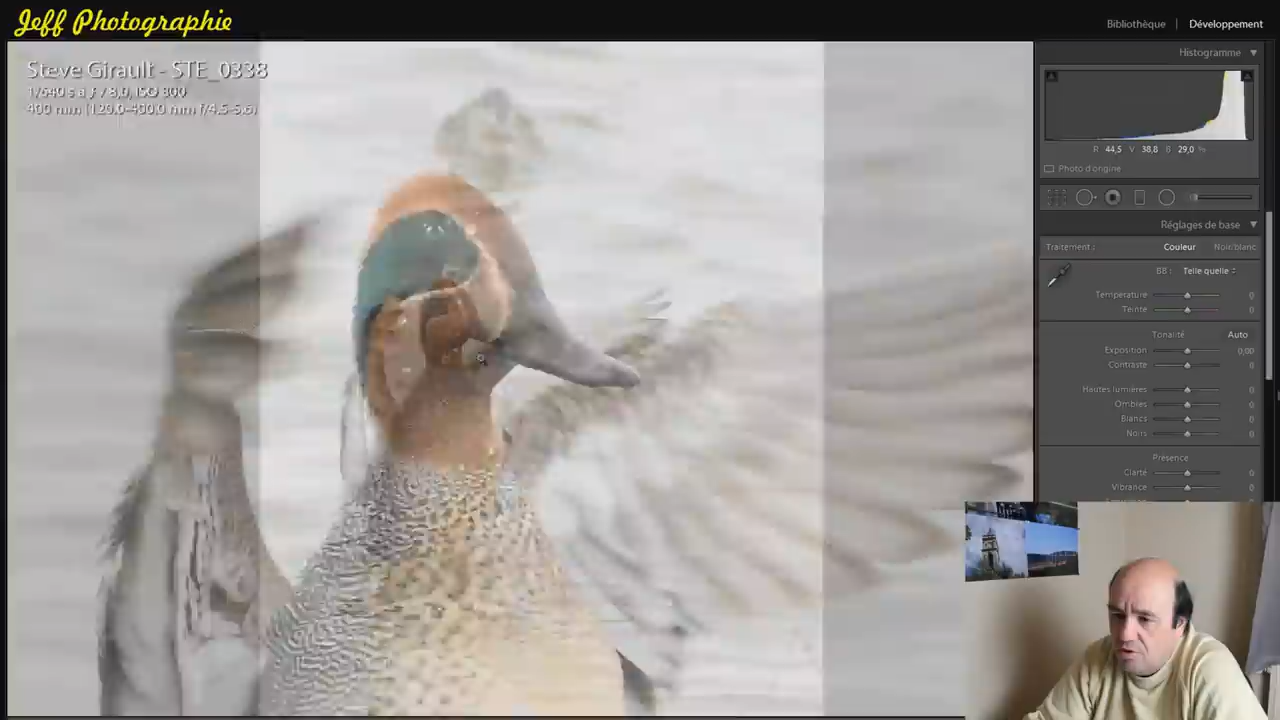 Jeff Photographie
Bibliothèque | Développement
Steve Girault - STE_0338
1/640 s à ƒ / 8,0, ISO 800
400 mm (120.0-400.0 mm f/4.5-5.6)
Histogramme
R 44,5 V 38,8 B 29,0 %
Photo d'origine
Réglages de base
Traitement : Couleur Noir/blanc
BB : Telle quelle
Température 0
Teinte 0
Tonalité Auto
Exposition 0,00
Contraste 0
Hautes lumières 0
Ombres 0
Blancs 0
Noirs 0
Présence
Clarté 0
Vibrance 0